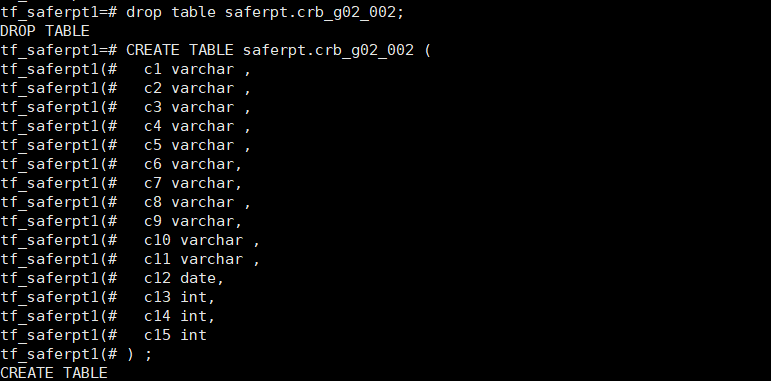 tf_saferpt1=# drop table saferpt.crb_g02_002;
DROP TABLE
tf_saferpt1=# CREATE TABLE saferpt.crb_g02_002 (
tf_saferpt1(#   c1 varchar ,
tf_saferpt1(#   c2 varchar ,
tf_saferpt1(#   c3 varchar ,
tf_saferpt1(#   c4 varchar ,
tf_saferpt1(#   c5 varchar ,
tf_saferpt1(#   c6 varchar,
tf_saferpt1(#   c7 varchar,
tf_saferpt1(#   c8 varchar ,
tf_saferpt1(#   c9 varchar,
tf_saferpt1(#   c10 varchar ,
tf_saferpt1(#   c11 varchar ,
tf_saferpt1(#   c12 date,
tf_saferpt1(#   c13 int,
tf_saferpt1(#   c14 int,
tf_saferpt1(#   c15 int
tf_saferpt1(# ) ;
CREATE TABLE